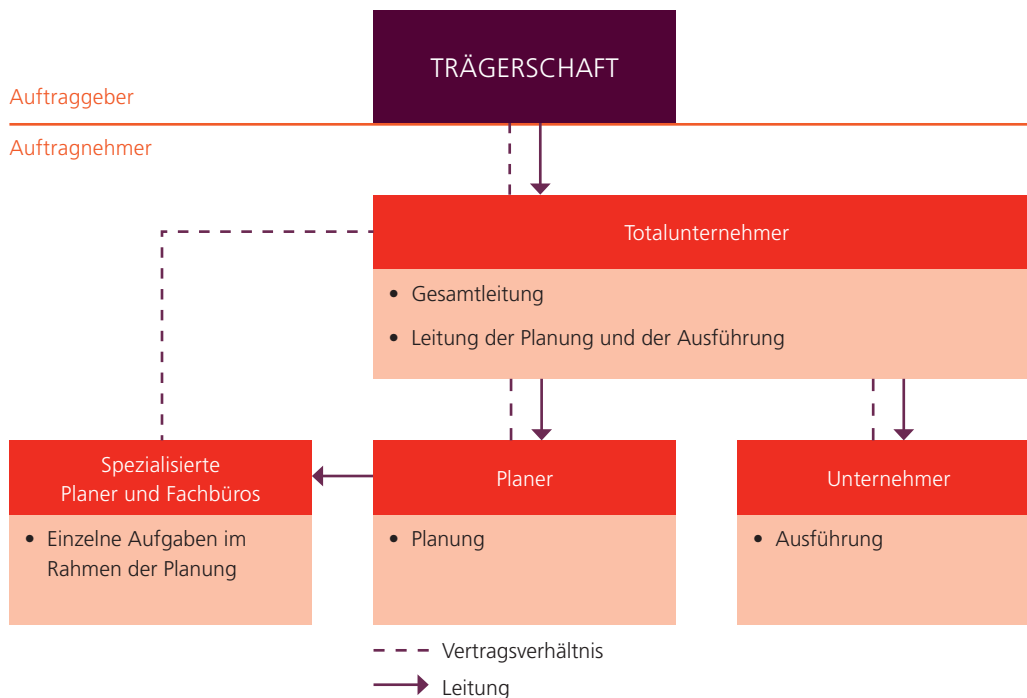 TRÄGERSCHAFT
Auftraggeber
Auftragnehmer
Totalunternehmer
• Gesamtleitung
• Leitung der Planung und der Ausführung
Spezialisierte
Planer und Fachbüros
• Einzelne Aufgaben im
Rahmen der Planung
Planer
• Planung
Unternehmer
• Ausführung
Vertragsverhältnis
Leitung